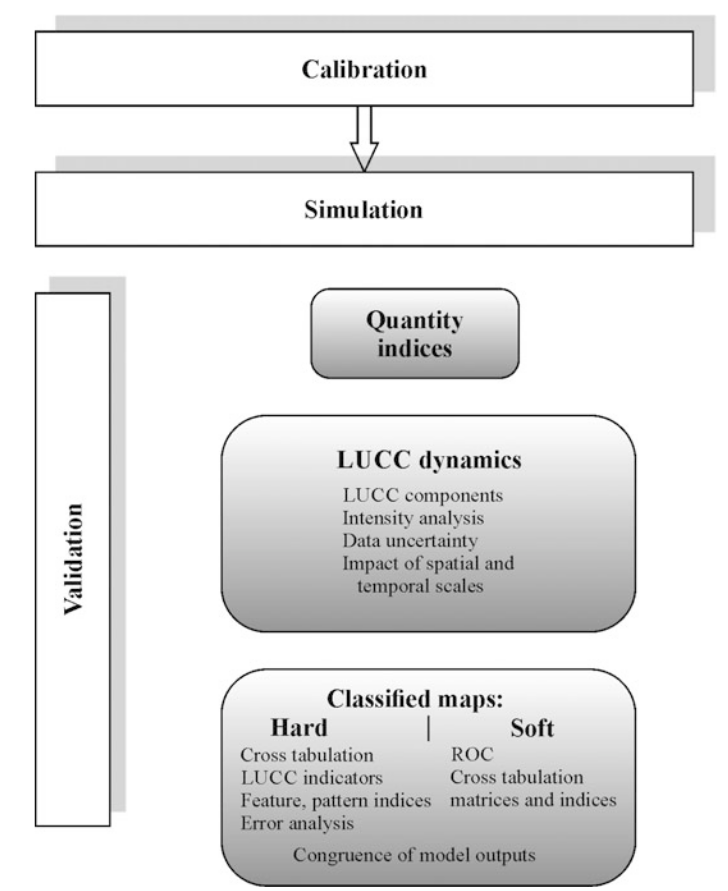 Calibration
Simulation
Validation
Quantity
indices
LUCC dynamics
LUCC components
Intensity analysis
Data uncertainty
Impact of spatial and
temporal scales
Classified maps:
Hard | Soft
Cross tabulation
LUCC indicators
Feature, pattern indices
Error analysis
ROC
Cross tabulation
matrices and indices
Congruence of model outputs